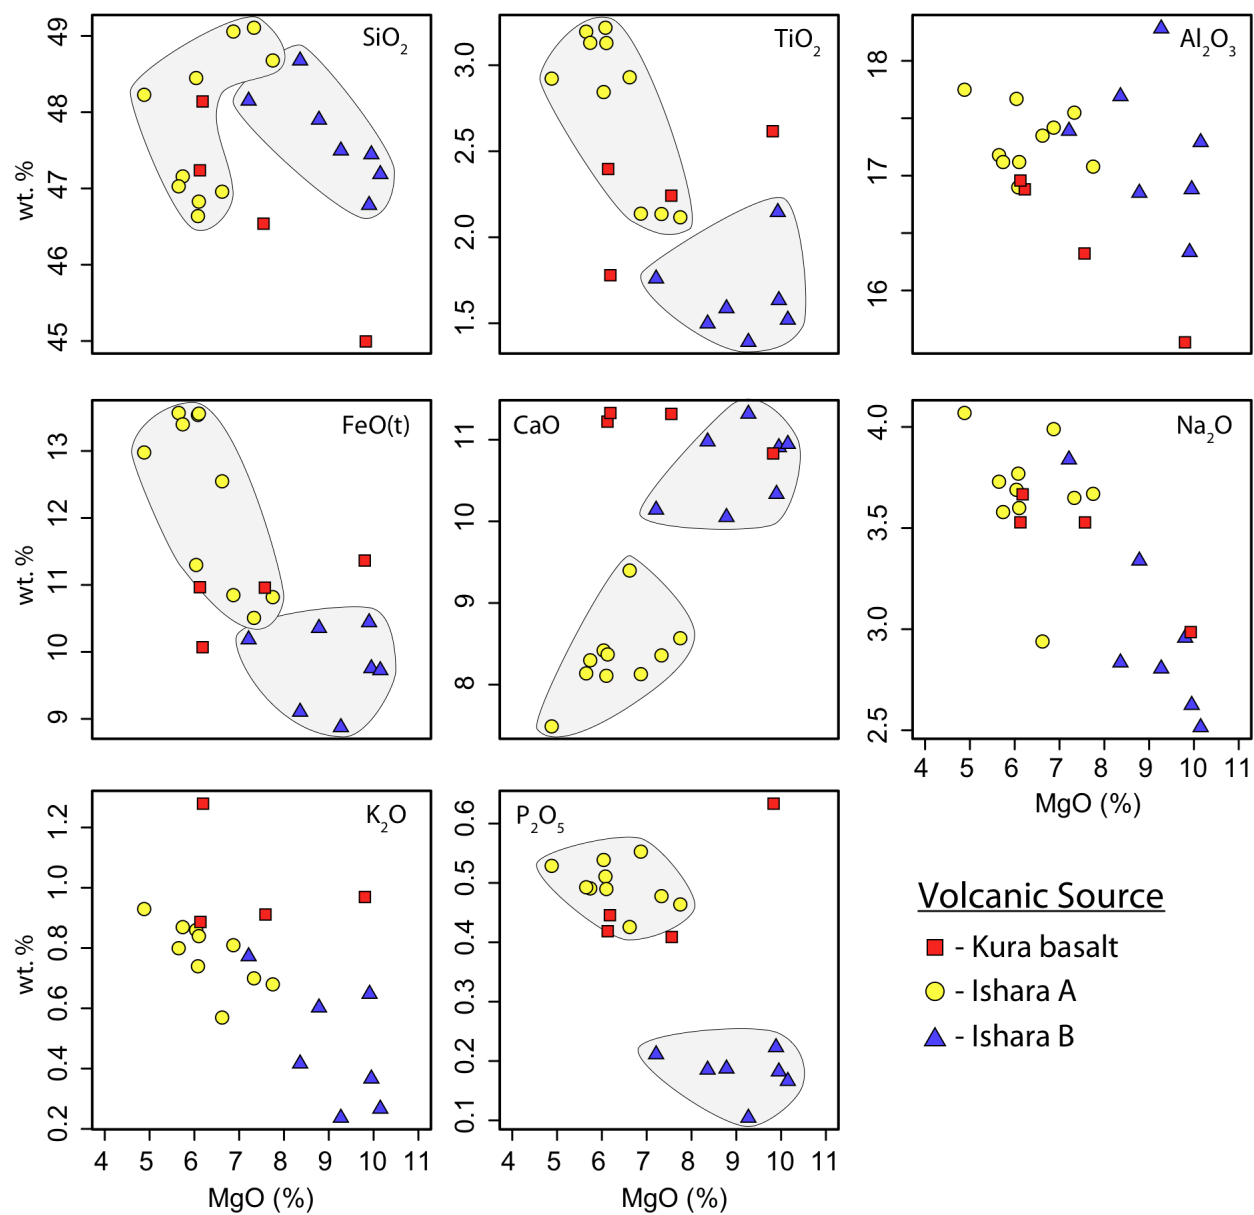 SiO₂
wt. %
49
48
47
46
45
TiO₂
3.0
2.5
2.0
1.5
Al₂O₃
18
17
16
FeO(t)
wt. %
13
12
11
10
9
CaO
11
10
9
8
Na₂O
4.0
3.5
3.0
2.5
4 5 6 7 8 9 10 11
MgO (%)
K₂O
wt. %
1.2
1.0
0.8
0.6
0.4
0.2
4 5 6 7 8 9 10 11
MgO (%)
P₂O₅
0.6
0.5
0.4
0.3
0.2
0.1
4 5 6 7 8 9 10 11
MgO (%)
Volcanic Source
- Kura basalt
- Ishara A
- Ishara B